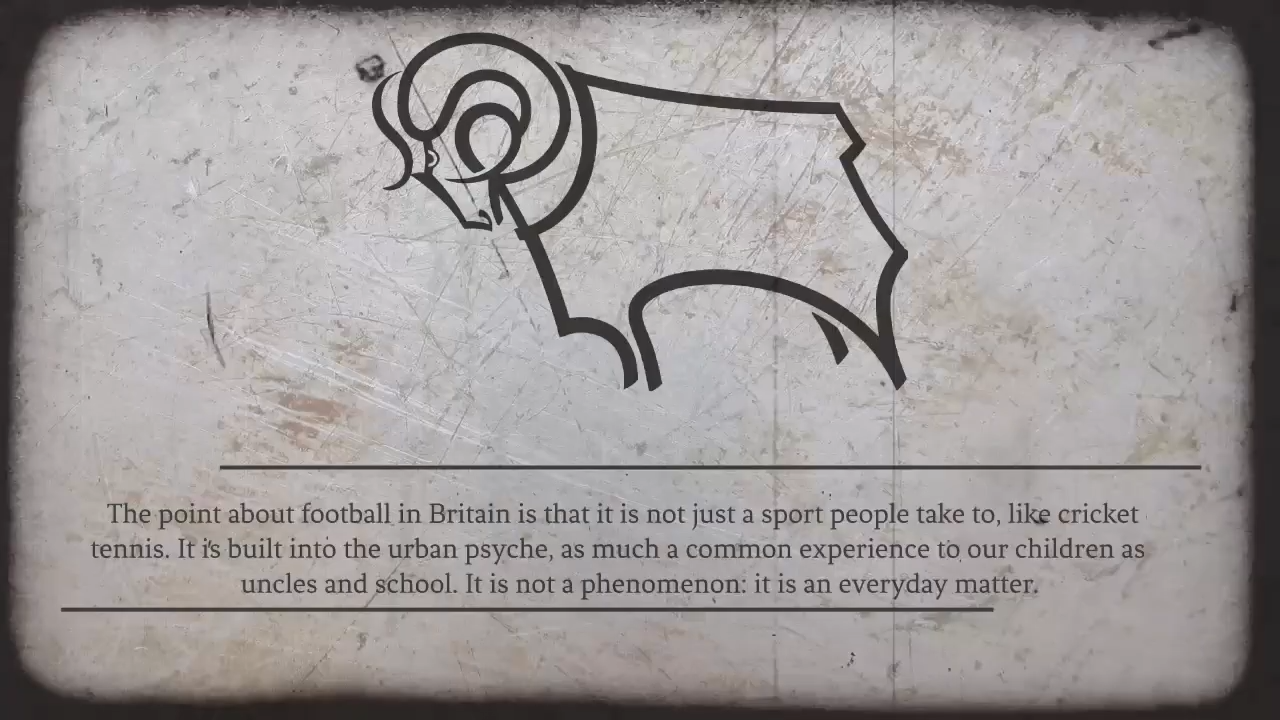 The point about football in Britain is that it is not just a sport people take to, like cricket
tennis. It is built into the urban psyche, as much a common experience to our children as
uncles and school. It is not a phenomenon: it is an everyday matter.